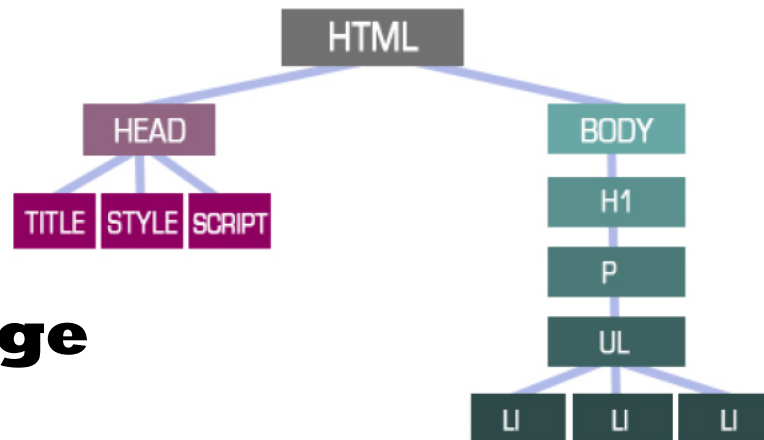 HTML
HEAD BODY
TITLE STYLE SCRIPT H1
P
ge
UL
LI LI LI